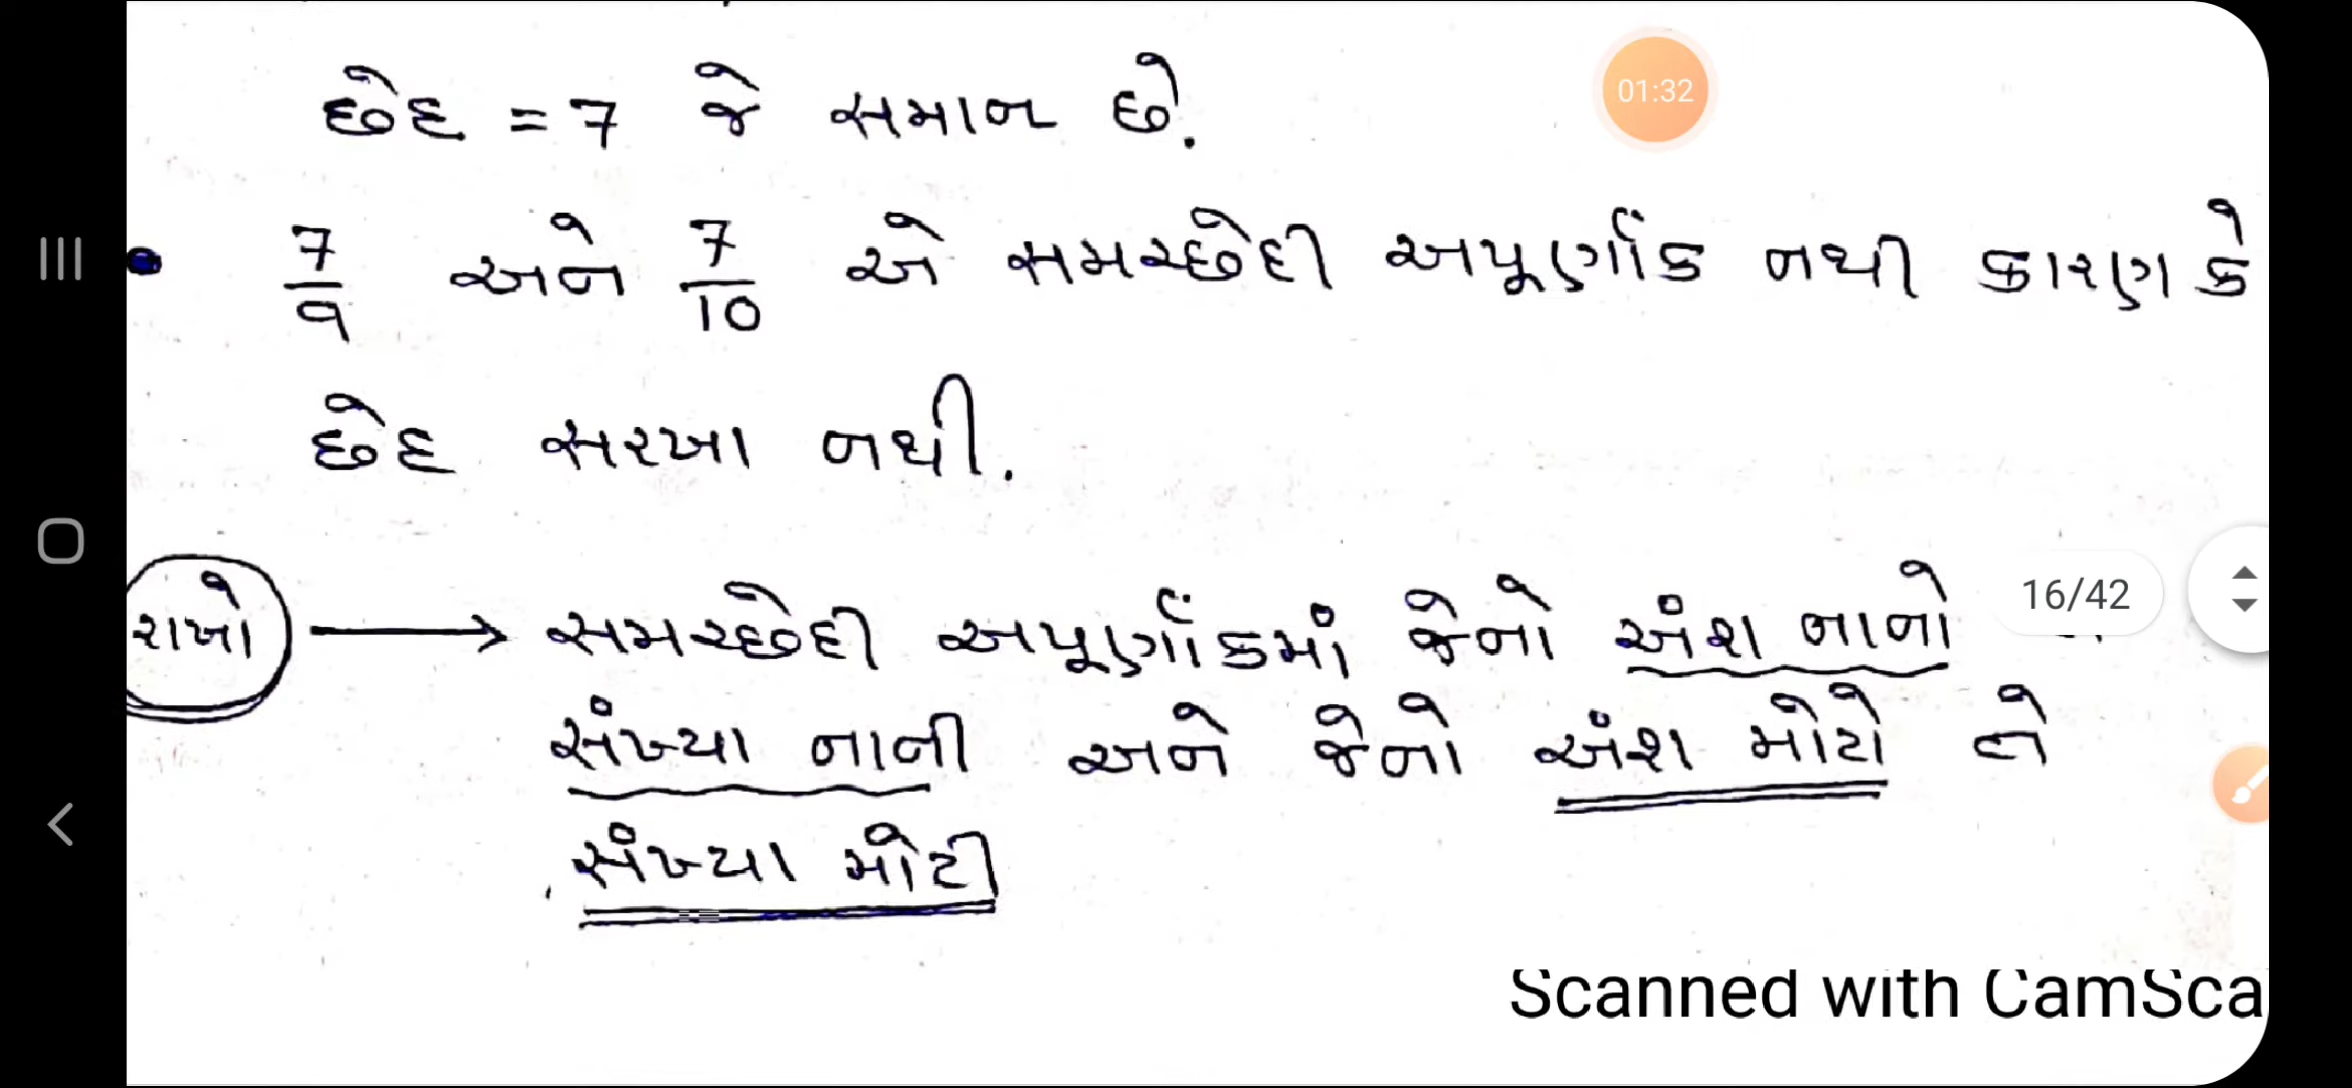 છેદ = 7 જે સમાન છે.
01:32
• 7/9 અને 7/10 એ સમચ્છેદી અપૂર્ણાંક નથી કારણ કે
છેદ સરખા નથી.
રાખો → સમચ્છેદી અપૂર્ણાંકમાં જેનો અંશ નાનો
16/42
સંખ્યા નાની અને જેનો અંશ મોટો તે
સંખ્યા મોટી
Scanned with CamSca